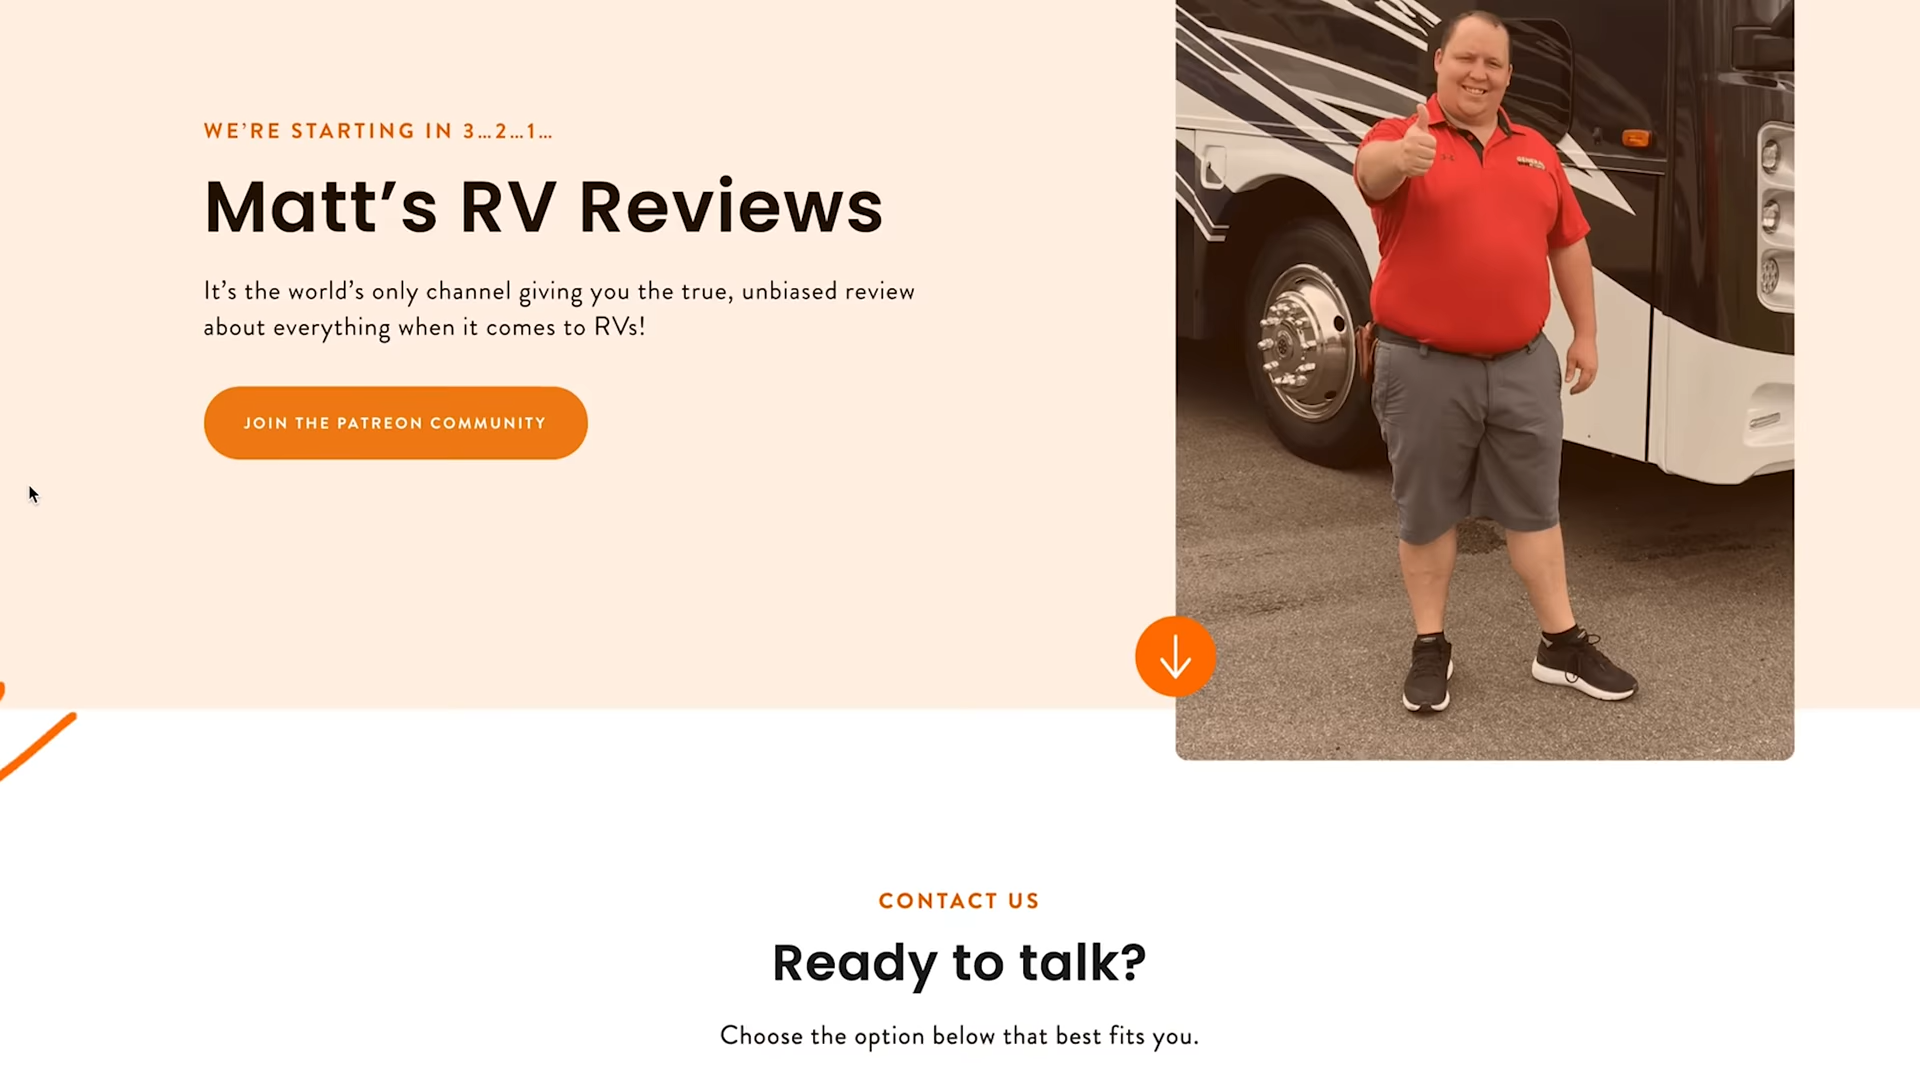 WE’RE STARTING IN 3…2…1…
Matt’s RV Reviews
It’s the world’s only channel giving you the true, unbiased review
about everything when it comes to RVs!
JOIN THE PATREON COMMUNITY
CONTACT US
Ready to talk?
Choose the option below that best fits you.